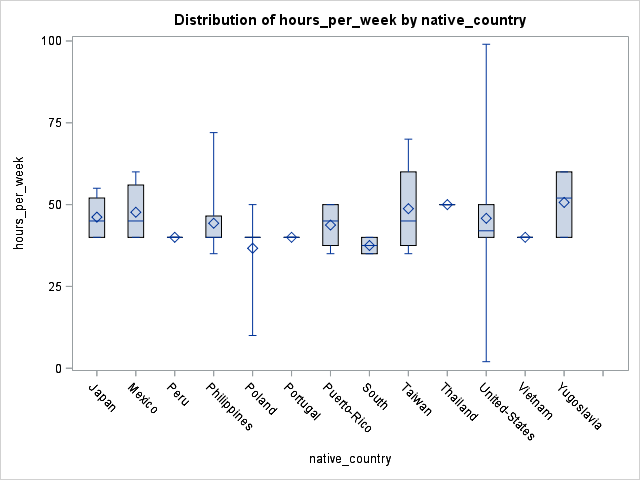 Distribution of hours_per_week by native_country
100
75
50
25
0
hours_per_week
Japan
Mexico
Peru
Philippines
Poland
Portugal
Puerto-Rico
South
Taiwan
Thailand
United-States
Vietnam
Yugoslavia
native_country